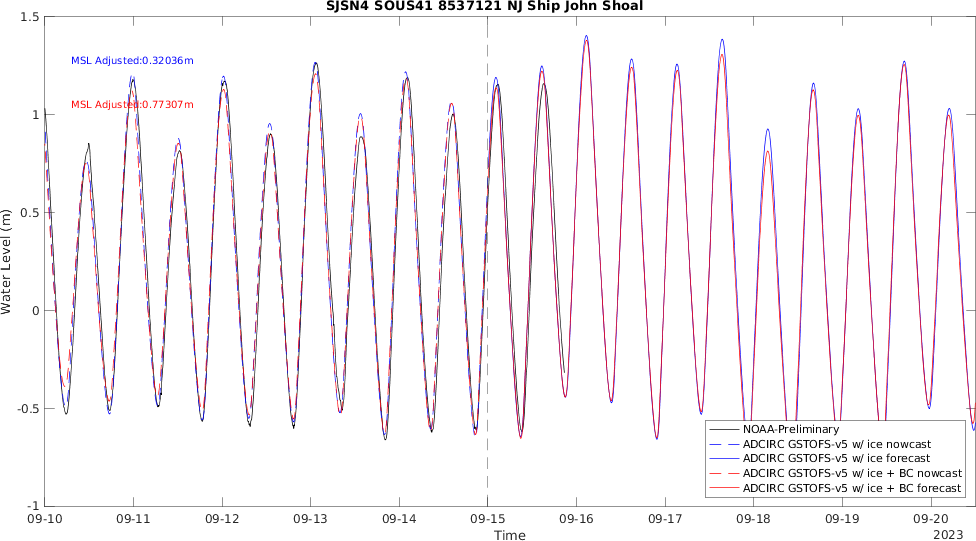 SJSN4 SOUS41 8537121 NJ Ship John Shoal
1.5
MSL Adjusted:0.32036m
MSL Adjusted:0.77307m
1
0.5
Water Level (m)
0
-0.5
-1
NOAA-Preliminary
ADCIRC GSTOFS-v5 w/ ice nowcast
ADCIRC GSTOFS-v5 w/ ice forecast
ADCIRC GSTOFS-v5 w/ ice + BC nowcast
ADCIRC GSTOFS-v5 w/ ice + BC forecast
09-10 09-11 09-12 09-13 09-14 09-15 09-16 09-17 09-18 09-19 09-20
Time
2023